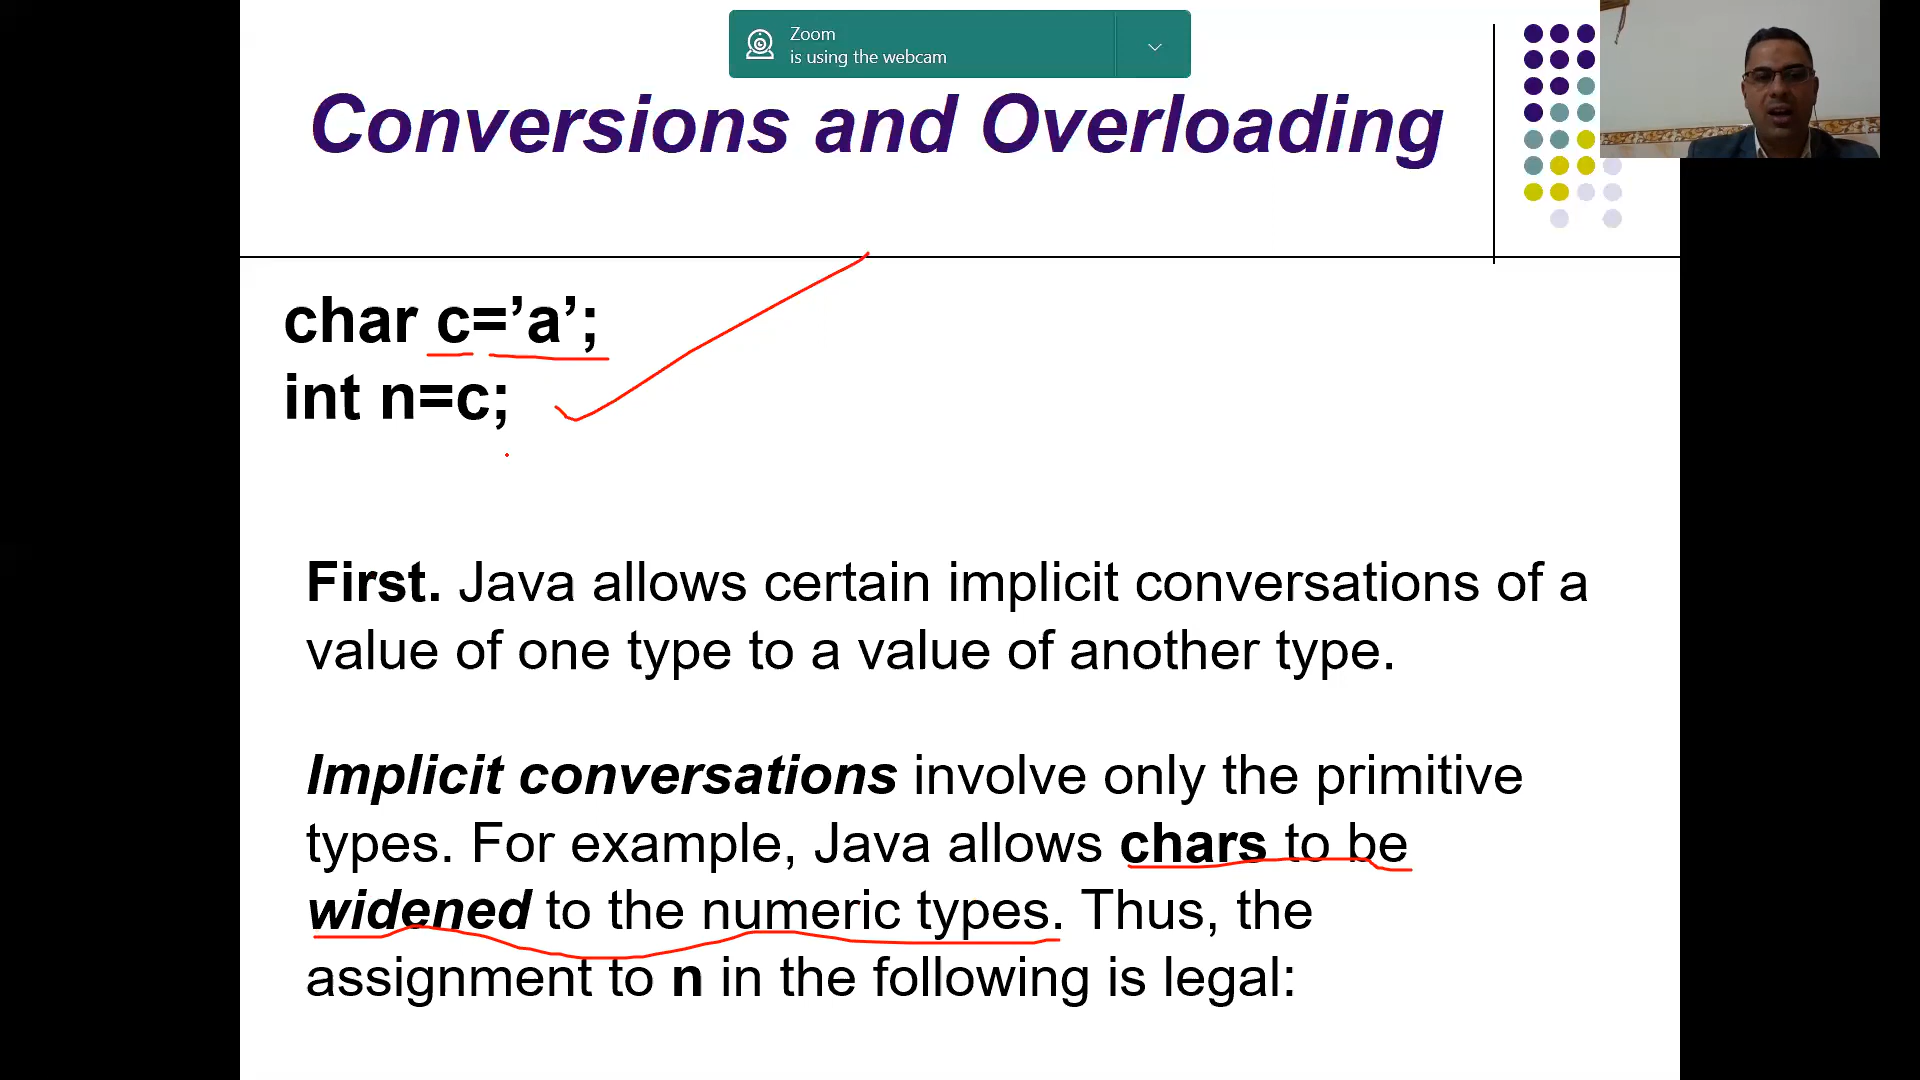 Zoom
is using the webcam
Conversions and Overloading
char c=’a’;
int n=c;
First. Java allows certain implicit conversations of a
value of one type to a value of another type.
Implicit conversations involve only the primitive
types. For example, Java allows chars to be
widened to the numeric types. Thus, the
assignment to n in the following is legal: